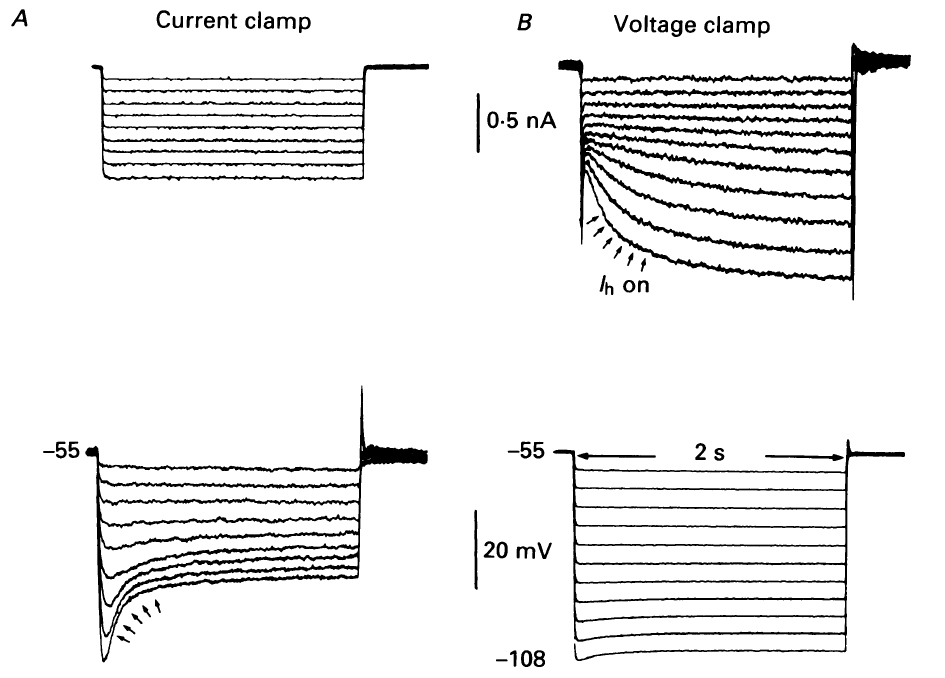 A Current clamp
B Voltage clamp
0·5 nA
Ih on
−55
−55
2 s
20 mV
−108